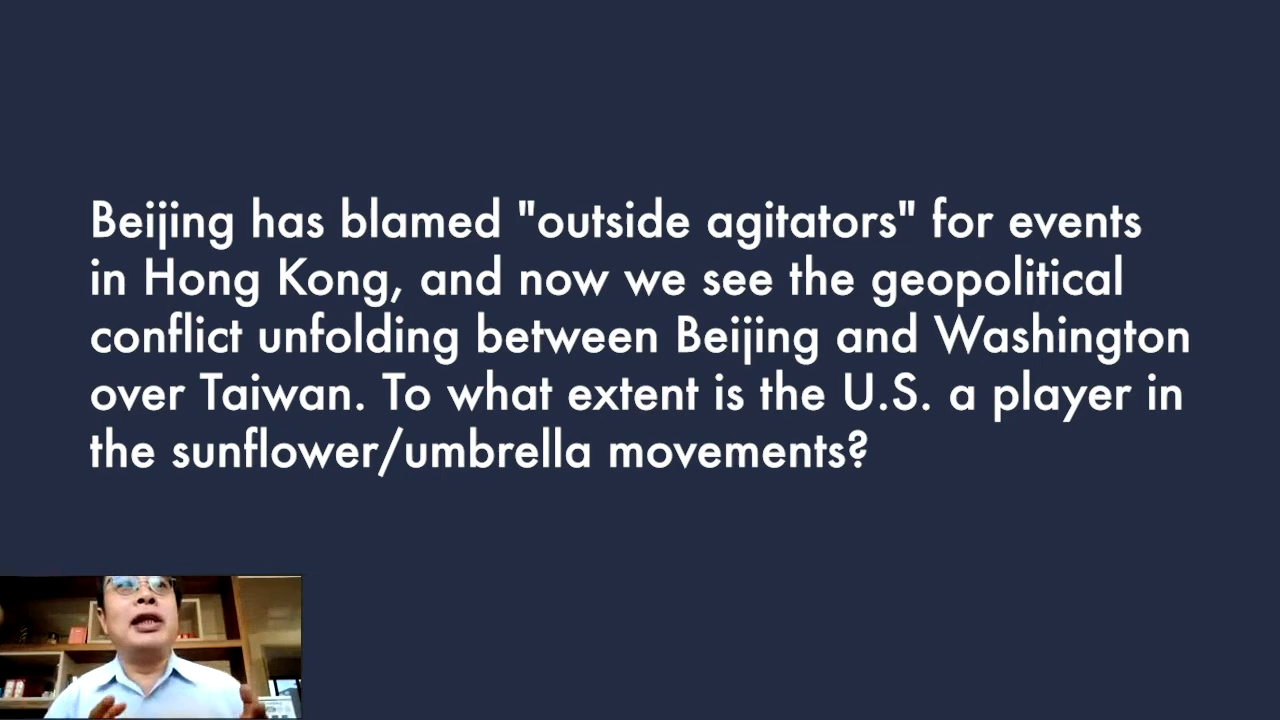 Beijing has blamed "outside agitators" for events
in Hong Kong, and now we see the geopolitical
conflict unfolding between Beijing and Washington
over Taiwan. To what extent is the U.S. a player in
the sunflower/umbrella movements?